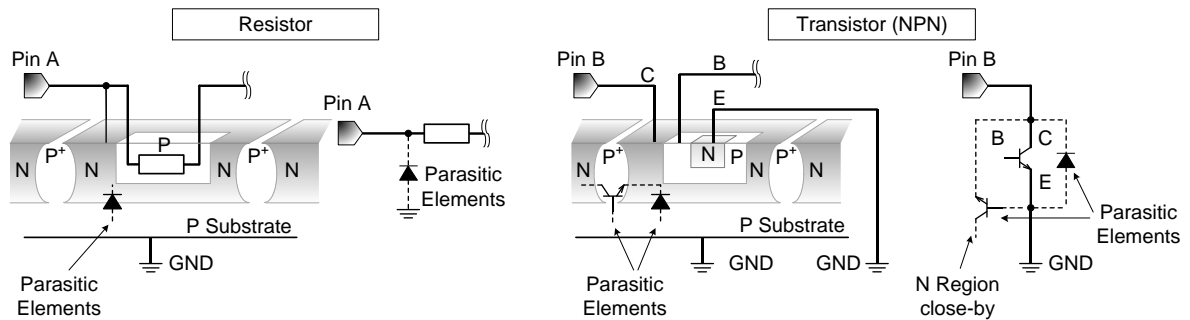 Resistor
Transistor (NPN)
Pin A
Pin A
N
P+
N
P
P+
N
N
Parasitic
Elements
P Substrate
GND
Parasitic
Elements
Pin B
C
B
E
N
P+
N
N
P
P+
N
N
P Substrate
GND
GND
Parasitic
Elements
Pin B
B
C
E
Parasitic
Elements
GND
N Region
close-by